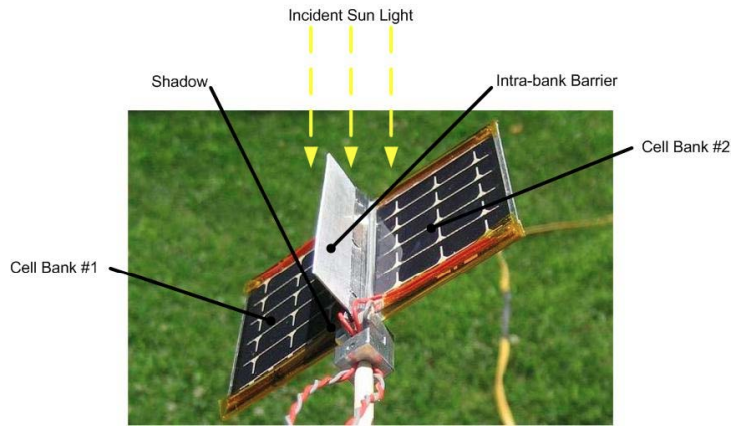 Incident Sun Light
Shadow
Intra-bank Barrier
Cell Bank #2
Cell Bank #1